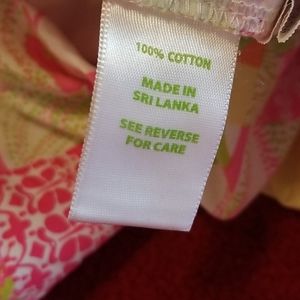 100% COTTON
MADE IN
SRI LANKA
SEE REVERSE
FOR CARE